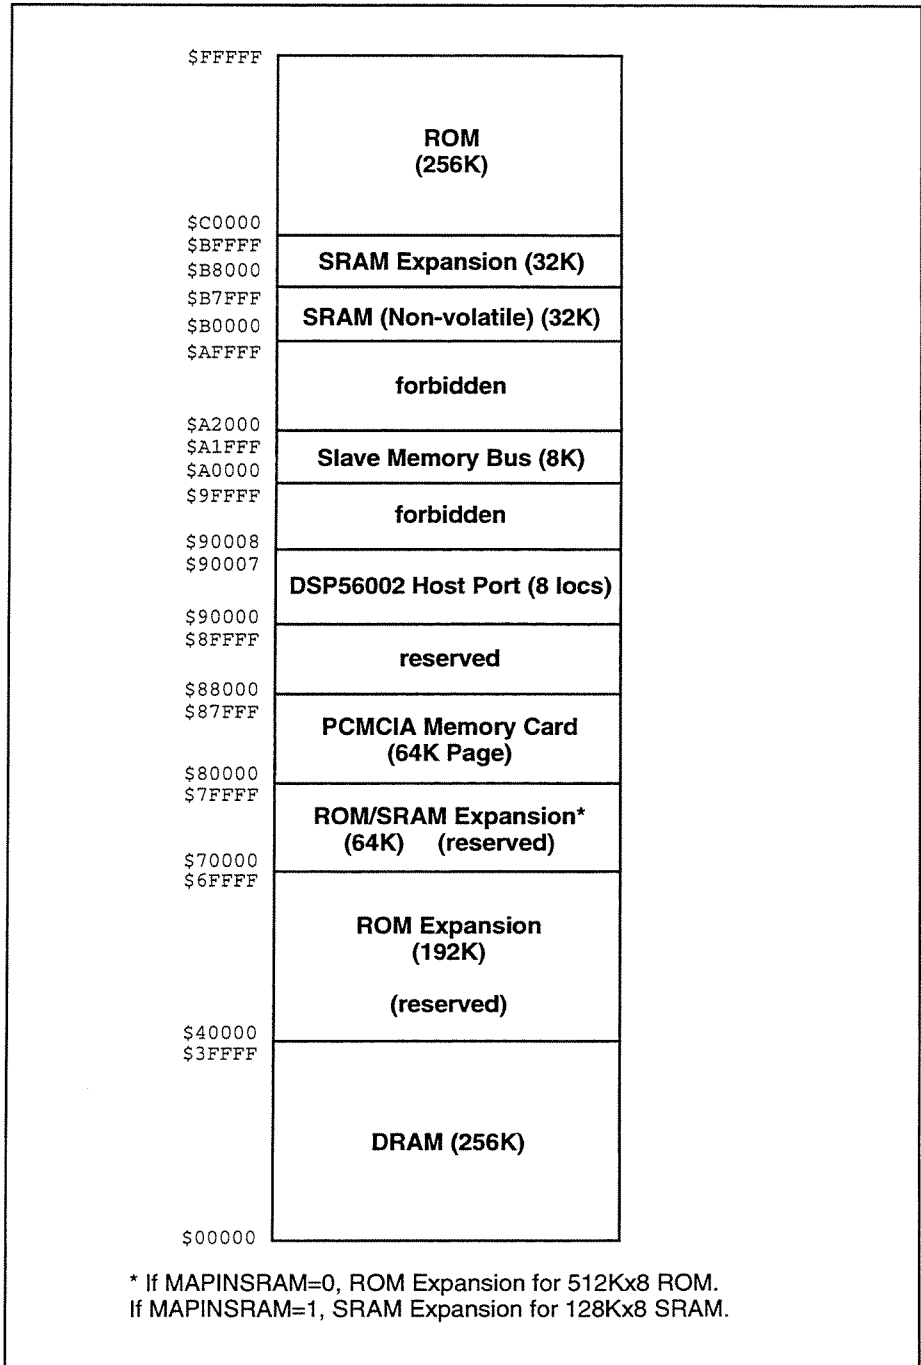 $FFFFF
ROM
(256K)
$C0000
$BFFFF
SRAM Expansion (32K)
$B8000
$B7FFF
SRAM (Non-volatile) (32K)
$B0000
$AFFFF
forbidden
$A2000
$A1FFF
Slave Memory Bus (8K)
$A0000
$9FFFF
forbidden
$90008
$90007
DSP56002 Host Port (8 locs)
$90000
$8FFFF
reserved
$88000
$87FFF
PCMCIA Memory Card
(64K Page)
$80000
$7FFFF
ROM/SRAM Expansion*
(64K) (reserved)
$70000
$6FFFF
ROM Expansion
(192K)
(reserved)
$40000
$3FFFF
DRAM (256K)
$00000
* If MAPINSRAM=0, ROM Expansion for 512Kx8 ROM.
If MAPINSRAM=1, SRAM Expansion for 128Kx8 SRAM.